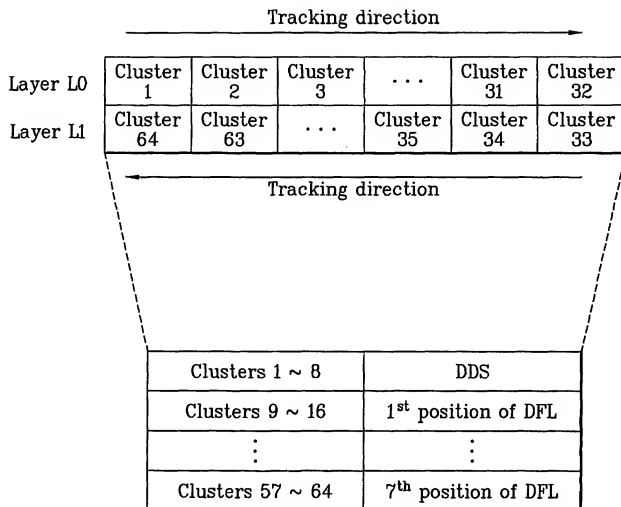 Tracking direction
Layer L0 Cluster 1 Cluster 2 Cluster 3 ... Cluster 31 Cluster 32
Layer L1 Cluster 64 Cluster 63 ... Cluster 35 Cluster 34 Cluster 33
Tracking direction
Clusters 1 ~ 8 DDS
Clusters 9 ~ 16 1st position of DFL
⋮ ⋮
Clusters 57 ~ 64 7th position of DFL